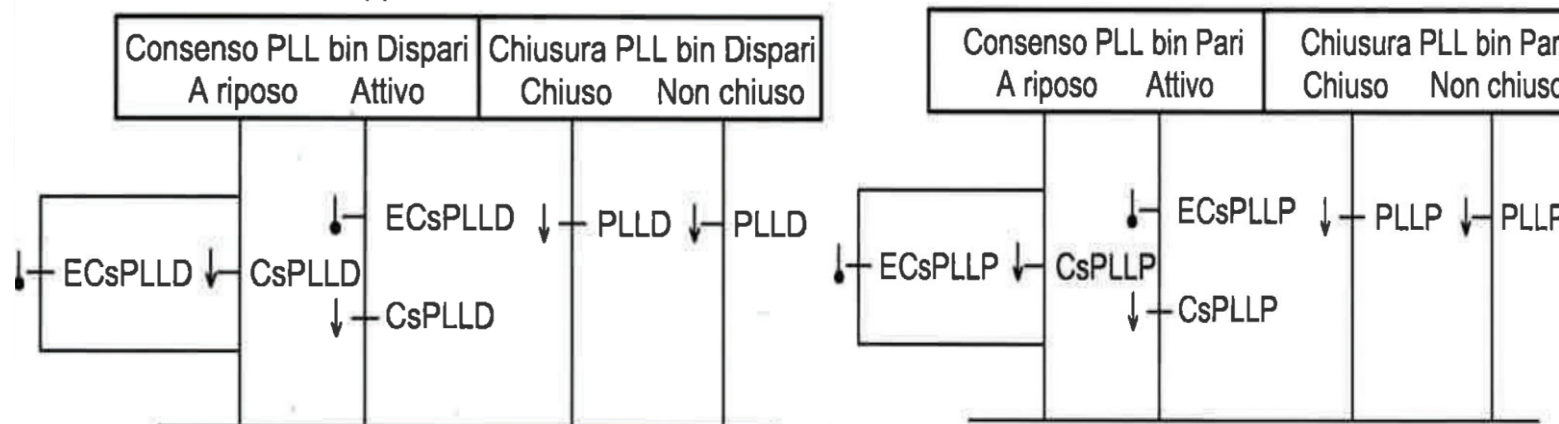 Consenso PLL bin Dispari
A riposo Attivo
Chiusura PLL bin Dispari
Chiuso Non chiuso
ECsPLLD
PLLD
PLLD
ECsPLLD
CsPLLD
CsPLLD
Consenso PLL bin Pari
A riposo Attivo
Chiusura PLL bin Par
Chiuso Non chiuso
ECsPLLP
PLLP
PLLP
ECsPLLP
CsPLLP
CsPLLP